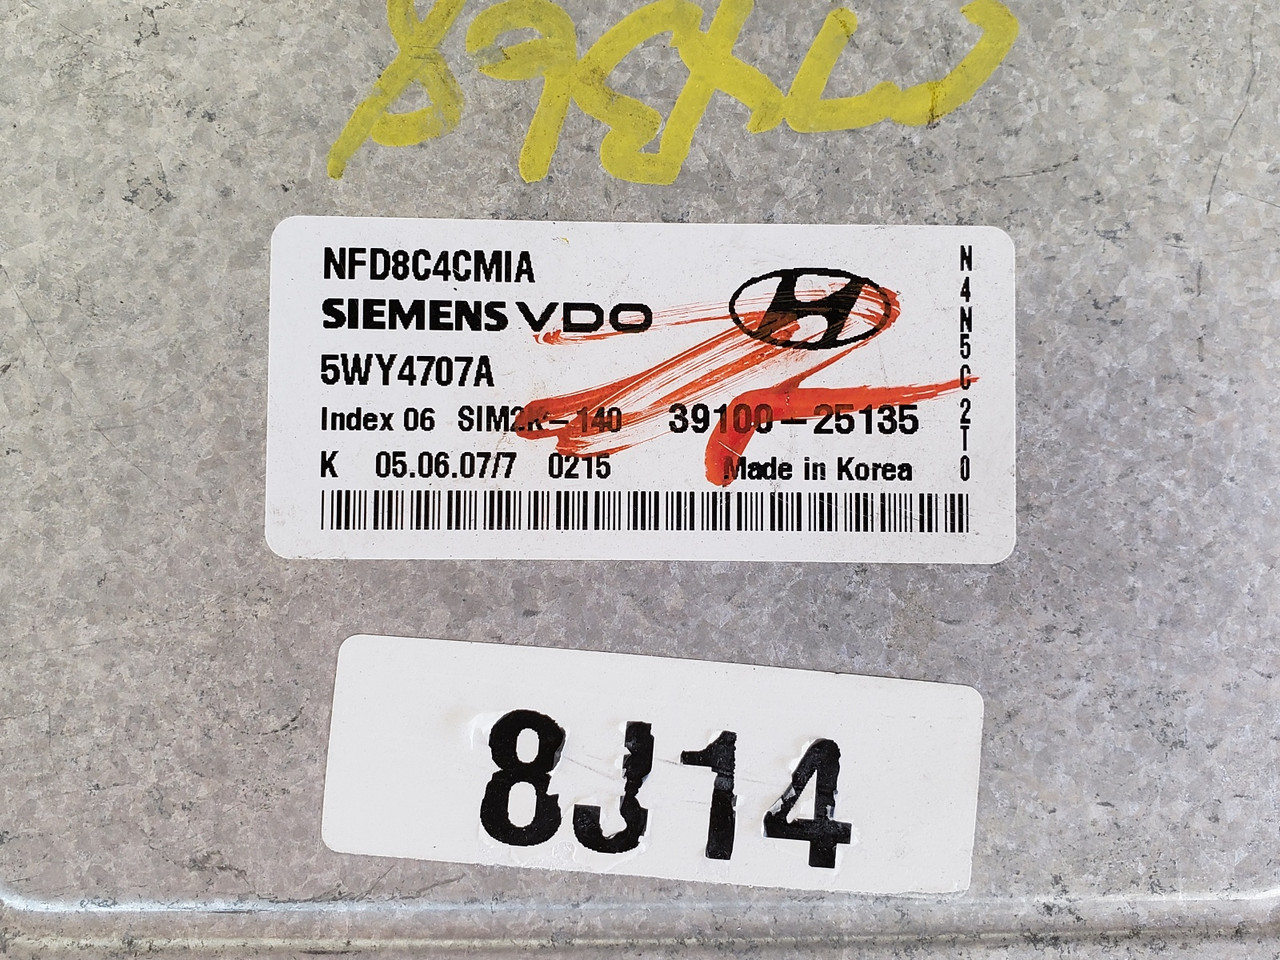 NFD8C4CMIA
SIEMENS VDO
5WY4707A
Index 06 SIM2K-140 39100-25135
K 05.06.07/7 0215 Made in Korea
N4N5C2T0
8J14